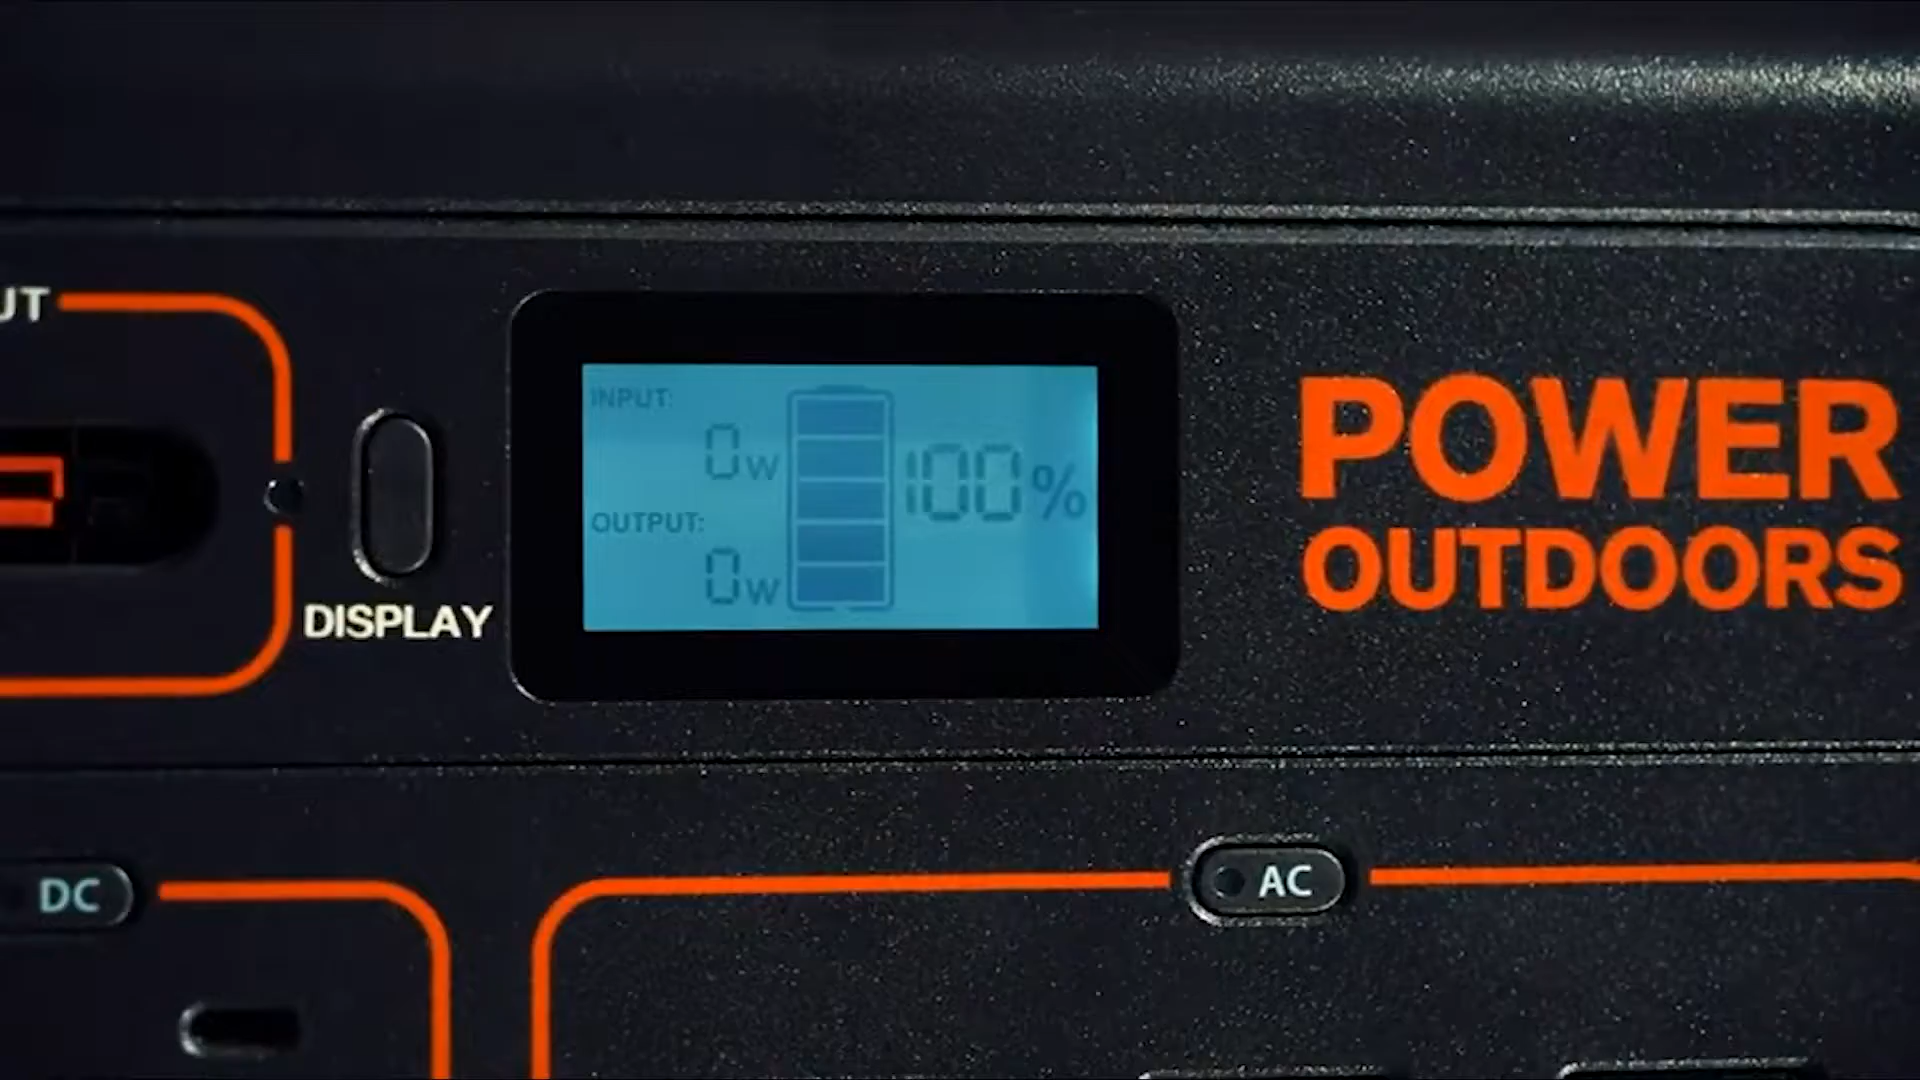 UT
DISPLAY
INPUT:
0W
OUTPUT:
0W
100%
POWER
OUTDOORS
DC
AC